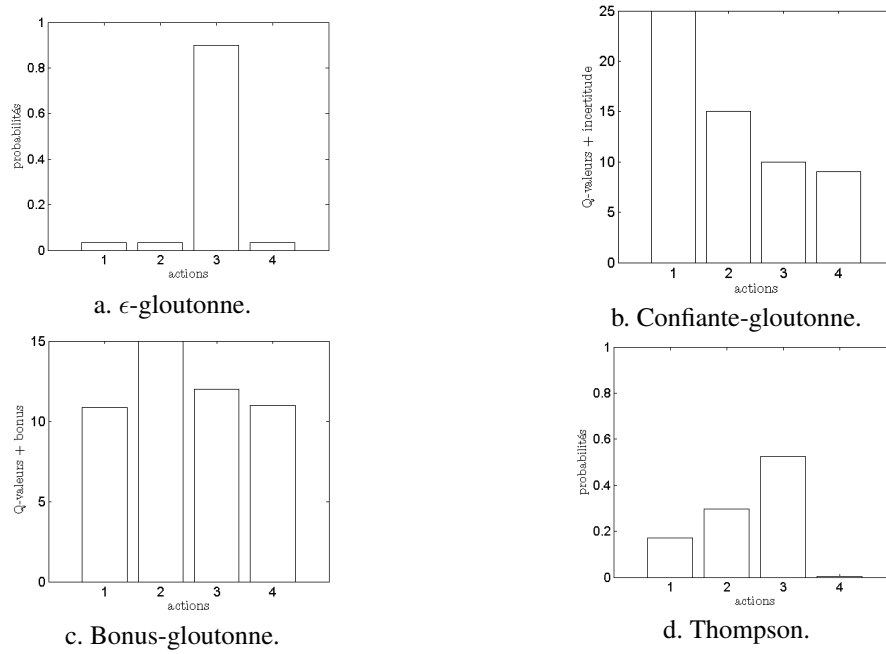 1
0.8
0.6
0.4
0.2
0
probabilités
1 2 3 4
actions
a. ϵ-gloutonne.
25
20
15
10
5
0
Q-valeurs + incertitude
1 2 3 4
actions
b. Confiante-gloutonne.
15
10
5
0
Q-valeurs + bonus
1 2 3 4
actions
c. Bonus-gloutonne.
1
0.8
0.6
0.4
0.2
0
probabilités
1 2 3 4
actions
d. Thompson.